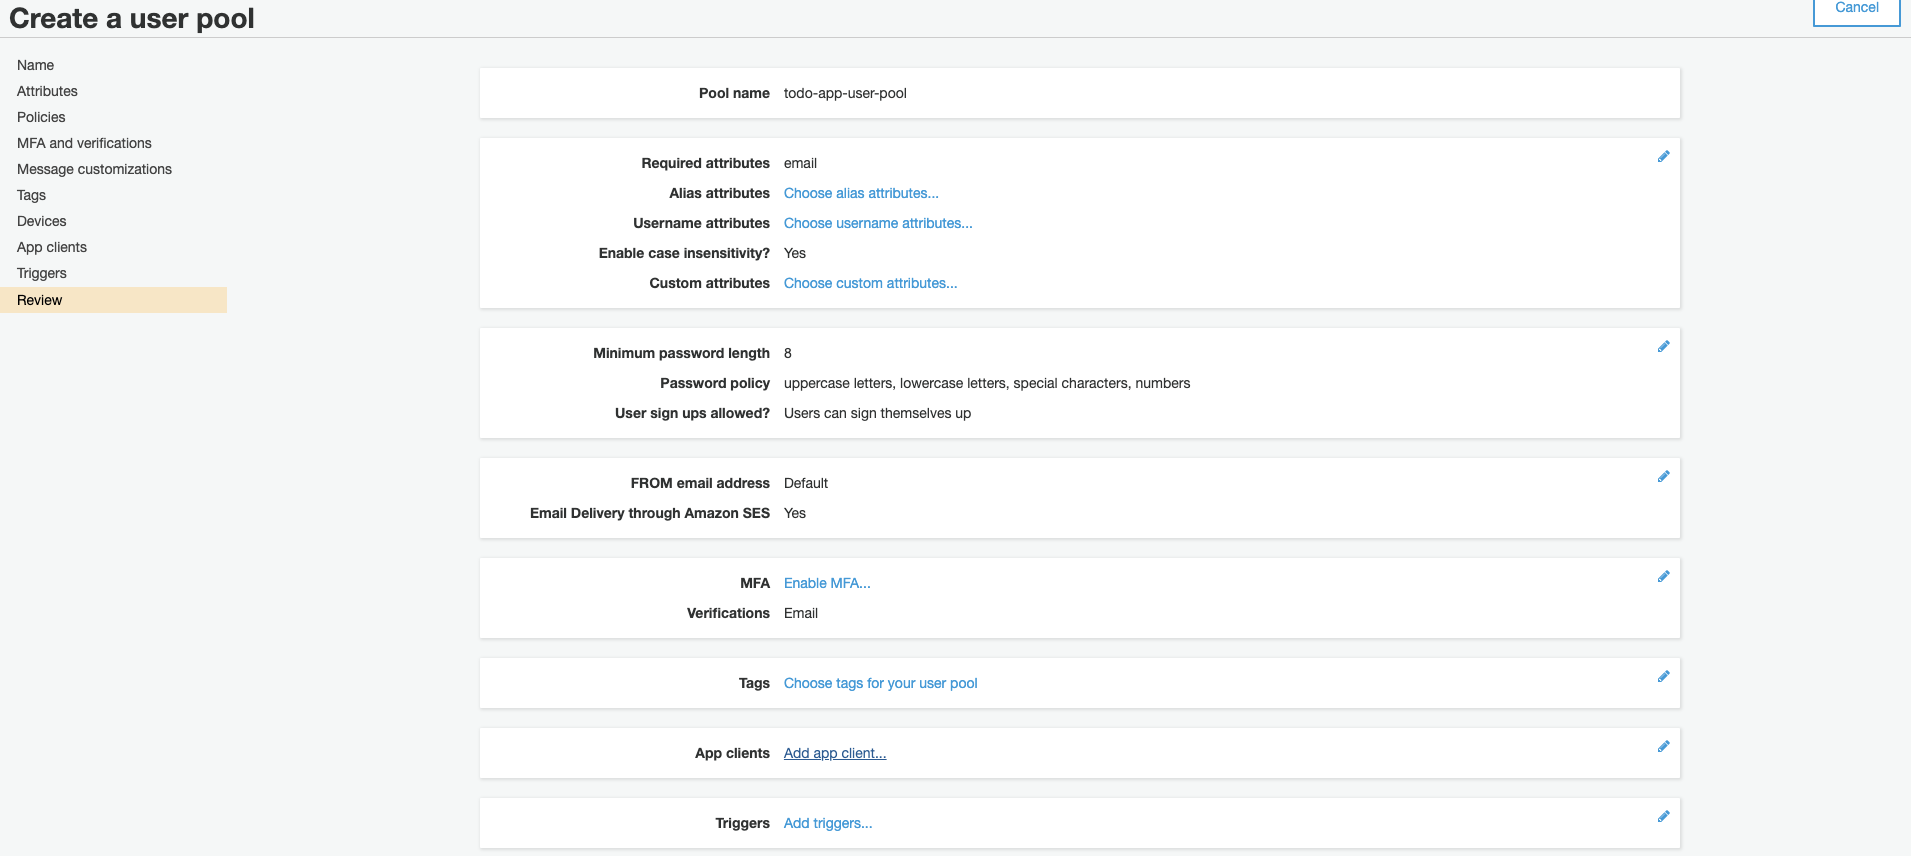 Create a user pool
Cancel
Name
Attributes
Policies
MFA and verifications
Message customizations
Tags
Devices
App clients
Triggers
Review
Pool name todo-app-user-pool
Required attributes email
Alias attributes Choose alias attributes...
Username attributes Choose username attributes...
Enable case insensitivity? Yes
Custom attributes Choose custom attributes...
Minimum password length 8
Password policy uppercase letters, lowercase letters, special characters, numbers
User sign ups allowed? Users can sign themselves up
FROM email address Default
Email Delivery through Amazon SES Yes
MFA Enable MFA...
Verifications Email
Tags Choose tags for your user pool
App clients Add app client...
Triggers Add triggers...